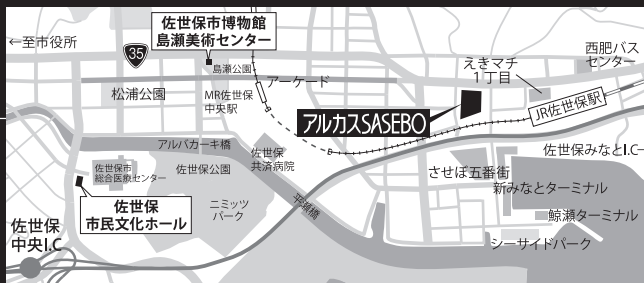 ←至市役所
35
佐世保市博物館
島瀬美術センター
島瀬公園
松浦公園
MR佐世保
中央駅
アーケード
アルカスSASEBO
えきマチ
1丁目
西肥バス
センター
JR佐世保駅
佐世保みなとI.C
アルバカーキ橋
佐世保市
総合医療センター
佐世保公園
佐世保
共済病院
させぼ五番街
新みなとターミナル
鯨瀬ターミナル
シーサイドパーク
佐世保
市民文化ホール
ニミッツ
パーク
平瀬橋
佐世保
中央I.C